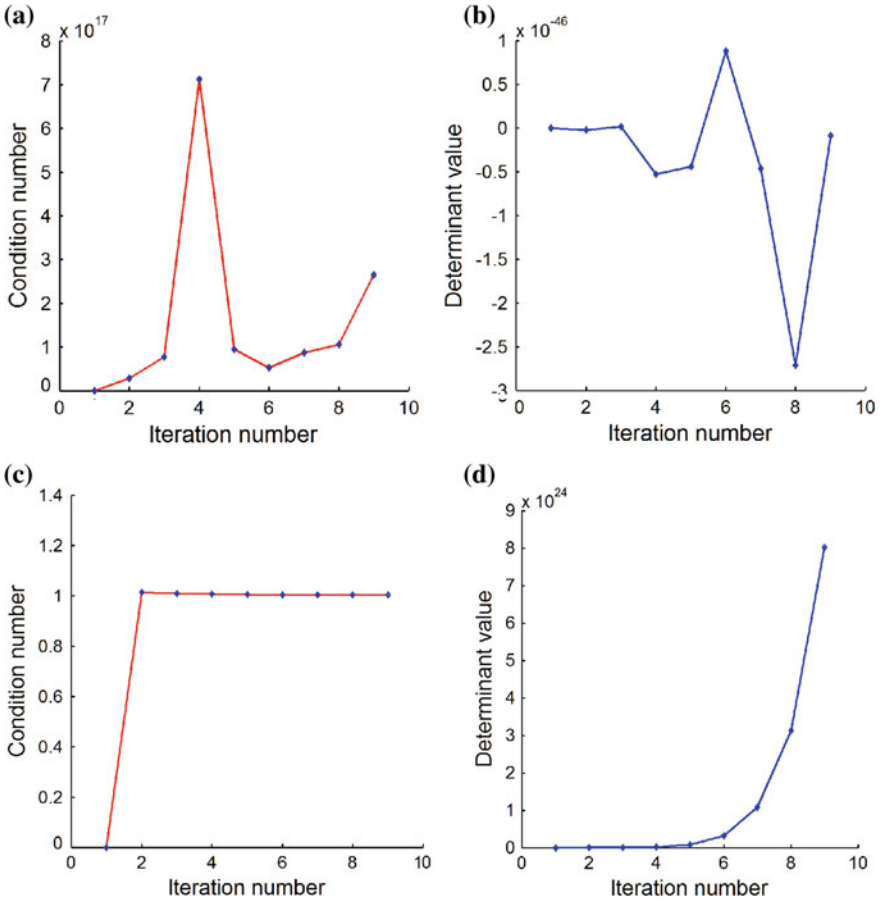 (a)
x 10^17
8
7
6
5
4
3
2
1
0
Condition number
0 2 4 6 8 10
Iteration number
(b)
x 10^-46
1
0.5
0
-0.5
-1
-1.5
-2
-2.5
-3
Determinant value
0 2 4 6 8 10
Iteration number
(c)
1.4
1.2
1
0.8
0.6
0.4
0.2
0
Condition number
0 2 4 6 8 10
Iteration number
(d)
x 10^24
9
8
7
6
5
4
3
2
1
0
Determinant value
0 2 4 6 8 10
Iteration number